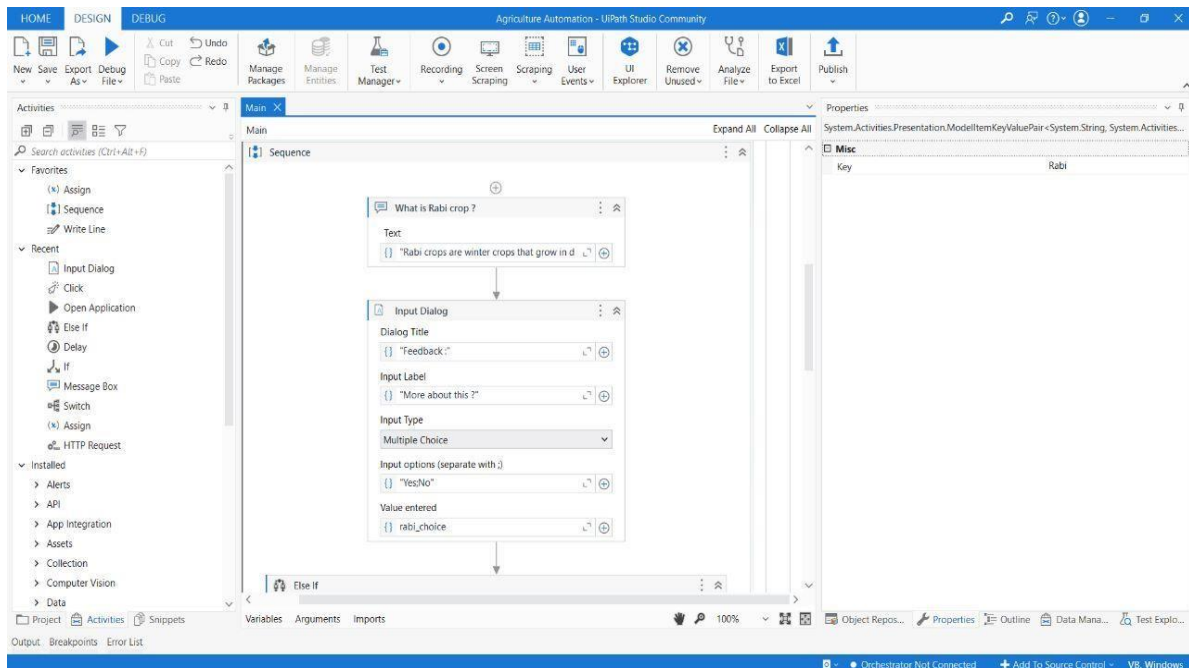 HOME DESIGN DEBUG Agriculture Automation - UiPath Studio Community
New Save Export As Debug File Cut Copy Paste Undo Redo Manage Packages Manage Entities Test Manager Recording Screen Scraping Scraping User Events UI Explorer Remove Unused Analyze File Export to Excel Publish
Activities
Search activities (Ctrl+Alt+F)
Favorites
Assign
Sequence
Write Line
Recent
Input Dialog
Click
Open Application
Else If
Delay
If
Message Box
Switch
Assign
HTTP Request
Installed
Alerts
API
App Integration
Assets
Collection
Computer Vision
Data
Project Activities Snippets
Main
Main Expand All Collapse All
Sequence
What is Rabi crop ?
Text
"Rabi crops are winter crops that grow in d
Input Dialog
Dialog Title
"Feedback :"
Input Label
"More about this ?"
Input Type
Multiple Choice
Input options (separate with ;)
"Yes;No"
Value entered
rabi_choice
Else If
Variables Arguments Imports 100%
Properties
System.Activities.Presentation.ModelItemKeyValuePair<System.String, System.Activities...
Misc
Key Rabi
Object Repos... Properties Outline Data Mana... Test Explo...
Output Breakpoints Error List
Orchestrator Not Connected Add To Source Control VB, Windows